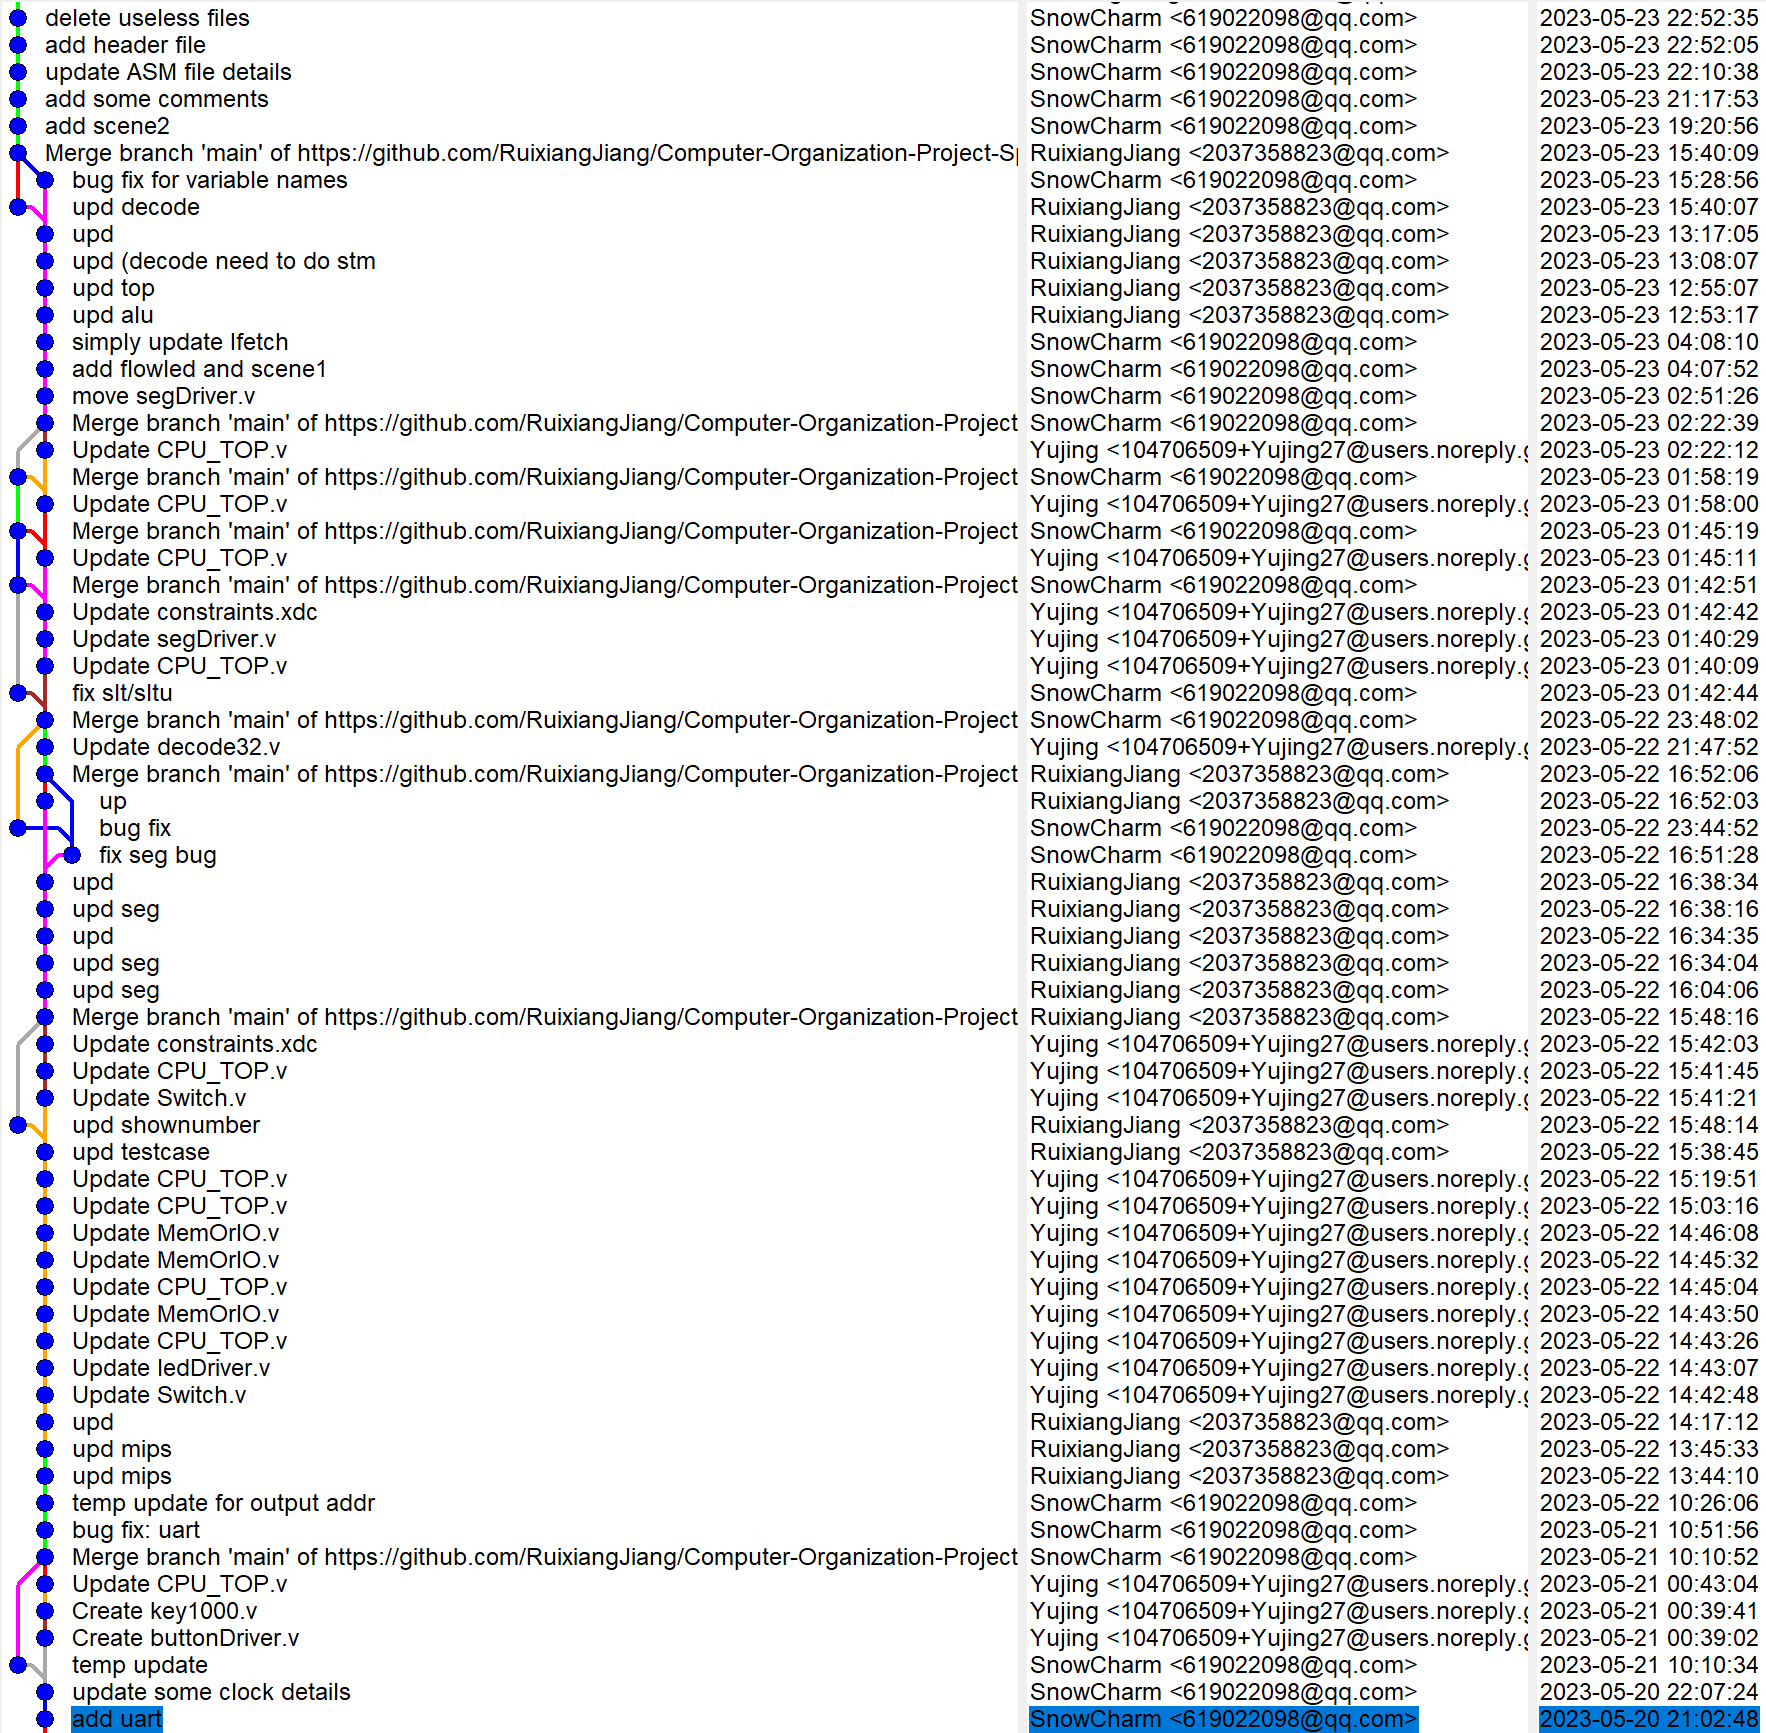 delete useless files SnowCharm <619022098@qq.com> 2023-05-23 22:52:35
add header file SnowCharm <619022098@qq.com> 2023-05-23 22:52:05
update ASM file details SnowCharm <619022098@qq.com> 2023-05-23 22:10:38
add some comments SnowCharm <619022098@qq.com> 2023-05-23 21:17:53
add scene2 SnowCharm <619022098@qq.com> 2023-05-23 19:20:56
Merge branch 'main' of https://github.com/RuixiangJiang/Computer-Organization-Project-Sp RuixiangJiang <2037358823@qq.com> 2023-05-23 15:40:09
bug fix for variable names SnowCharm <619022098@qq.com> 2023-05-23 15:28:56
upd decode RuixiangJiang <2037358823@qq.com> 2023-05-23 15:40:07
upd RuixiangJiang <2037358823@qq.com> 2023-05-23 13:17:05
upd (decode need to do stm RuixiangJiang <2037358823@qq.com> 2023-05-23 13:08:07
upd top RuixiangJiang <2037358823@qq.com> 2023-05-23 12:55:07
upd alu RuixiangJiang <2037358823@qq.com> 2023-05-23 12:53:17
simply update Ifetch SnowCharm <619022098@qq.com> 2023-05-23 04:08:10
add flowled and scene1 SnowCharm <619022098@qq.com> 2023-05-23 04:07:52
move segDriver.v SnowCharm <619022098@qq.com> 2023-05-23 02:51:26
Merge branch 'main' of https://github.com/RuixiangJiang/Computer-Organization-Project SnowCharm <619022098@qq.com> 2023-05-23 02:22:39
Update CPU_TOP.v Yujing <104706509+Yujing27@users.noreply.g 2023-05-23 02:22:12
Merge branch 'main' of https://github.com/RuixiangJiang/Computer-Organization-Project SnowCharm <619022098@qq.com> 2023-05-23 01:58:19
Update CPU_TOP.v Yujing <104706509+Yujing27@users.noreply.g 2023-05-23 01:58:00
Merge branch 'main' of https://github.com/RuixiangJiang/Computer-Organization-Project SnowCharm <619022098@qq.com> 2023-05-23 01:45:19
Update CPU_TOP.v Yujing <104706509+Yujing27@users.noreply.g 2023-05-23 01:45:11
Merge branch 'main' of https://github.com/RuixiangJiang/Computer-Organization-Project SnowCharm <619022098@qq.com> 2023-05-23 01:42:51
Update constraints.xdc Yujing <104706509+Yujing27@users.noreply.g 2023-05-23 01:42:42
Update segDriver.v Yujing <104706509+Yujing27@users.noreply.g 2023-05-23 01:40:29
Update CPU_TOP.v Yujing <104706509+Yujing27@users.noreply.g 2023-05-23 01:40:09
fix slt/sltu SnowCharm <619022098@qq.com> 2023-05-23 01:42:44
Merge branch 'main' of https://github.com/RuixiangJiang/Computer-Organization-Project SnowCharm <619022098@qq.com> 2023-05-22 23:48:02
Update decode32.v Yujing <104706509+Yujing27@users.noreply.g 2023-05-22 21:47:52
Merge branch 'main' of https://github.com/RuixiangJiang/Computer-Organization-Project RuixiangJiang <2037358823@qq.com> 2023-05-22 16:52:06
up RuixiangJiang <2037358823@qq.com> 2023-05-22 16:52:03
bug fix SnowCharm <619022098@qq.com> 2023-05-22 23:44:52
fix seg bug SnowCharm <619022098@qq.com> 2023-05-22 16:51:28
upd RuixiangJiang <2037358823@qq.com> 2023-05-22 16:38:34
upd seg RuixiangJiang <2037358823@qq.com> 2023-05-22 16:38:16
upd RuixiangJiang <2037358823@qq.com> 2023-05-22 16:34:35
upd seg RuixiangJiang <2037358823@qq.com> 2023-05-22 16:34:04
upd seg RuixiangJiang <2037358823@qq.com> 2023-05-22 16:04:06
Merge branch 'main' of https://github.com/RuixiangJiang/Computer-Organization-Project RuixiangJiang <2037358823@qq.com> 2023-05-22 15:48:16
Update constraints.xdc Yujing <104706509+Yujing27@users.noreply.g 2023-05-22 15:42:03
Update CPU_TOP.v Yujing <104706509+Yujing27@users.noreply.g 2023-05-22 15:41:45
Update Switch.v Yujing <104706509+Yujing27@users.noreply.g 2023-05-22 15:41:21
upd shownumber RuixiangJiang <2037358823@qq.com> 2023-05-22 15:48:14
upd testcase RuixiangJiang <2037358823@qq.com> 2023-05-22 15:38:45
Update CPU_TOP.v Yujing <104706509+Yujing27@users.noreply.g 2023-05-22 15:19:51
Update CPU_TOP.v Yujing <104706509+Yujing27@users.noreply.g 2023-05-22 15:03:16
Update MemOrIO.v Yujing <104706509+Yujing27@users.noreply.g 2023-05-22 14:46:08
Update MemOrIO.v Yujing <104706509+Yujing27@users.noreply.g 2023-05-22 14:45:32
Update CPU_TOP.v Yujing <104706509+Yujing27@users.noreply.g 2023-05-22 14:45:04
Update MemOrIO.v Yujing <104706509+Yujing27@users.noreply.g 2023-05-22 14:43:50
Update CPU_TOP.v Yujing <104706509+Yujing27@users.noreply.g 2023-05-22 14:43:26
Update ledDriver.v Yujing <104706509+Yujing27@users.noreply.g 2023-05-22 14:43:07
Update Switch.v Yujing <104706509+Yujing27@users.noreply.g 2023-05-22 14:42:48
upd RuixiangJiang <2037358823@qq.com> 2023-05-22 14:17:12
upd mips RuixiangJiang <2037358823@qq.com> 2023-05-22 13:45:33
upd mips RuixiangJiang <2037358823@qq.com> 2023-05-22 13:44:10
temp update for output addr SnowCharm <619022098@qq.com> 2023-05-22 10:26:06
bug fix: uart SnowCharm <619022098@qq.com> 2023-05-21 10:51:56
Merge branch 'main' of https://github.com/RuixiangJiang/Computer-Organization-Project SnowCharm <619022098@qq.com> 2023-05-21 10:10:52
Update CPU_TOP.v Yujing <104706509+Yujing27@users.noreply.g 2023-05-21 00:43:04
Create key1000.v Yujing <104706509+Yujing27@users.noreply.g 2023-05-21 00:39:41
Create buttonDriver.v Yujing <104706509+Yujing27@users.noreply.g 2023-05-21 00:39:02
temp update SnowCharm <619022098@qq.com> 2023-05-21 10:10:34
update some clock details SnowCharm <619022098@qq.com> 2023-05-20 22:07:24
add uart SnowCharm <619022098@qq.com> 2023-05-20 21:02:48